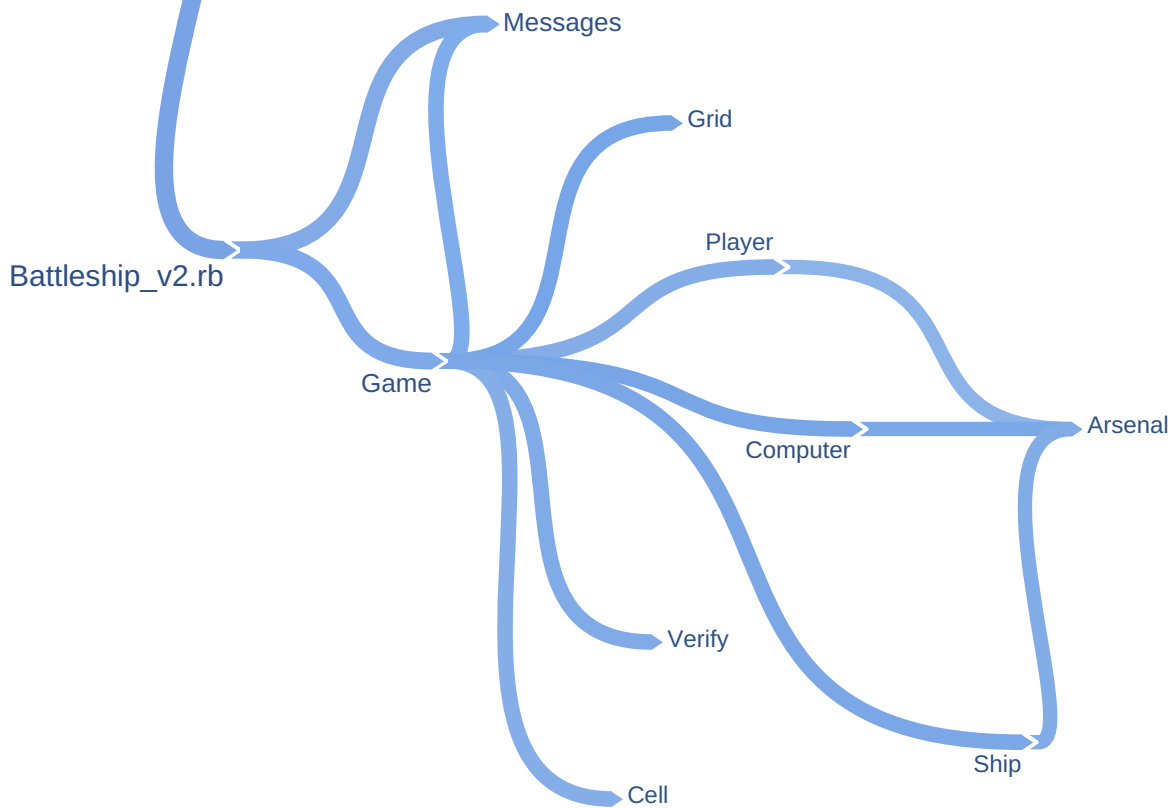 Messages
Grid
Player
Battleship_v2.rb
Game
Arsenal
Computer
Verify
Ship
Cell